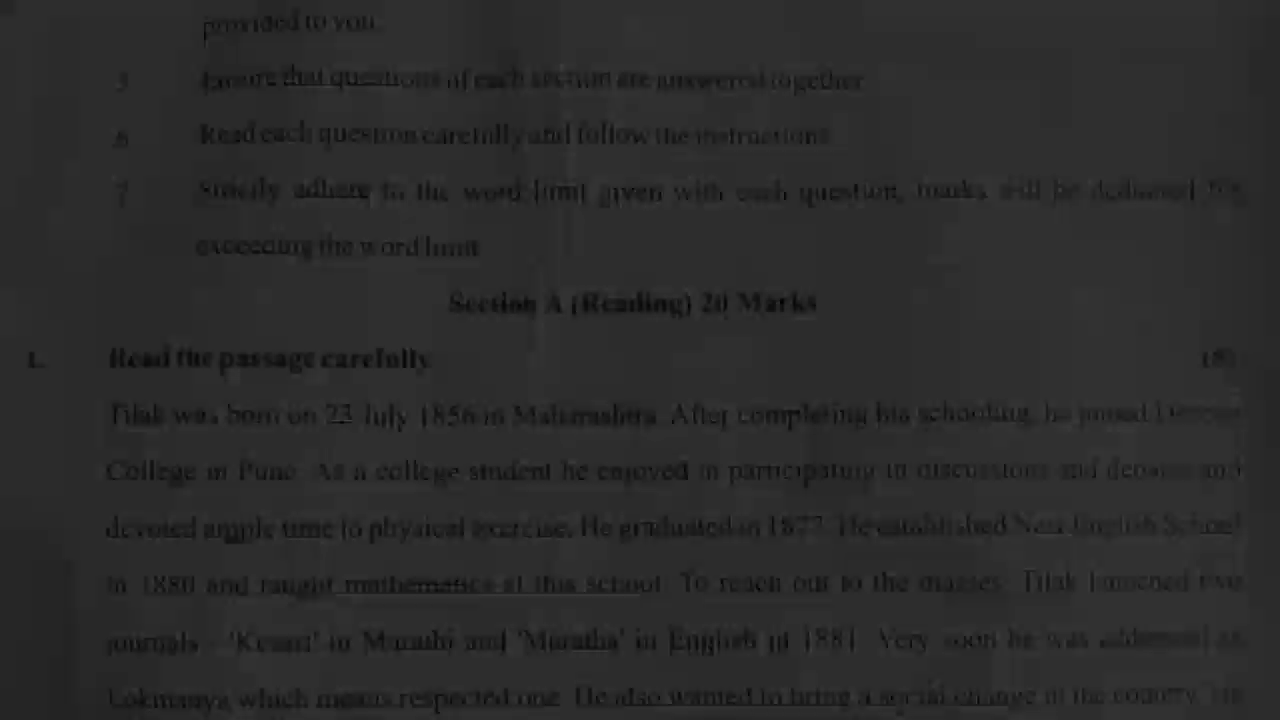 provided to you.
5. Ensure that questions of each section are answered together.
6. Read each question carefully and follow the instructions.
7. Strictly adhere to the word limit given with each question, marks will be deducted for
exceeding the word limit.
Section A (Reading) 20 Marks
1. Read the passage carefully.
Tilak was born on 23 July 1856 in Maharashtra. After completing his schooling, he joined Deccan
College in Pune. As a college student he enjoyed in participating in discussions and debates and
devoted ample time to physical exercise. He graduated in 1877. He established New English School
in 1880 and taught mathematics at this school. To reach out to the masses, Tilak launched two
journals - 'Kesari' in Marathi and 'Maratha' in English in 1881. Very soon he was addressed as
Lokmanya which means respected one. He also wanted to bring a social change in the country. He